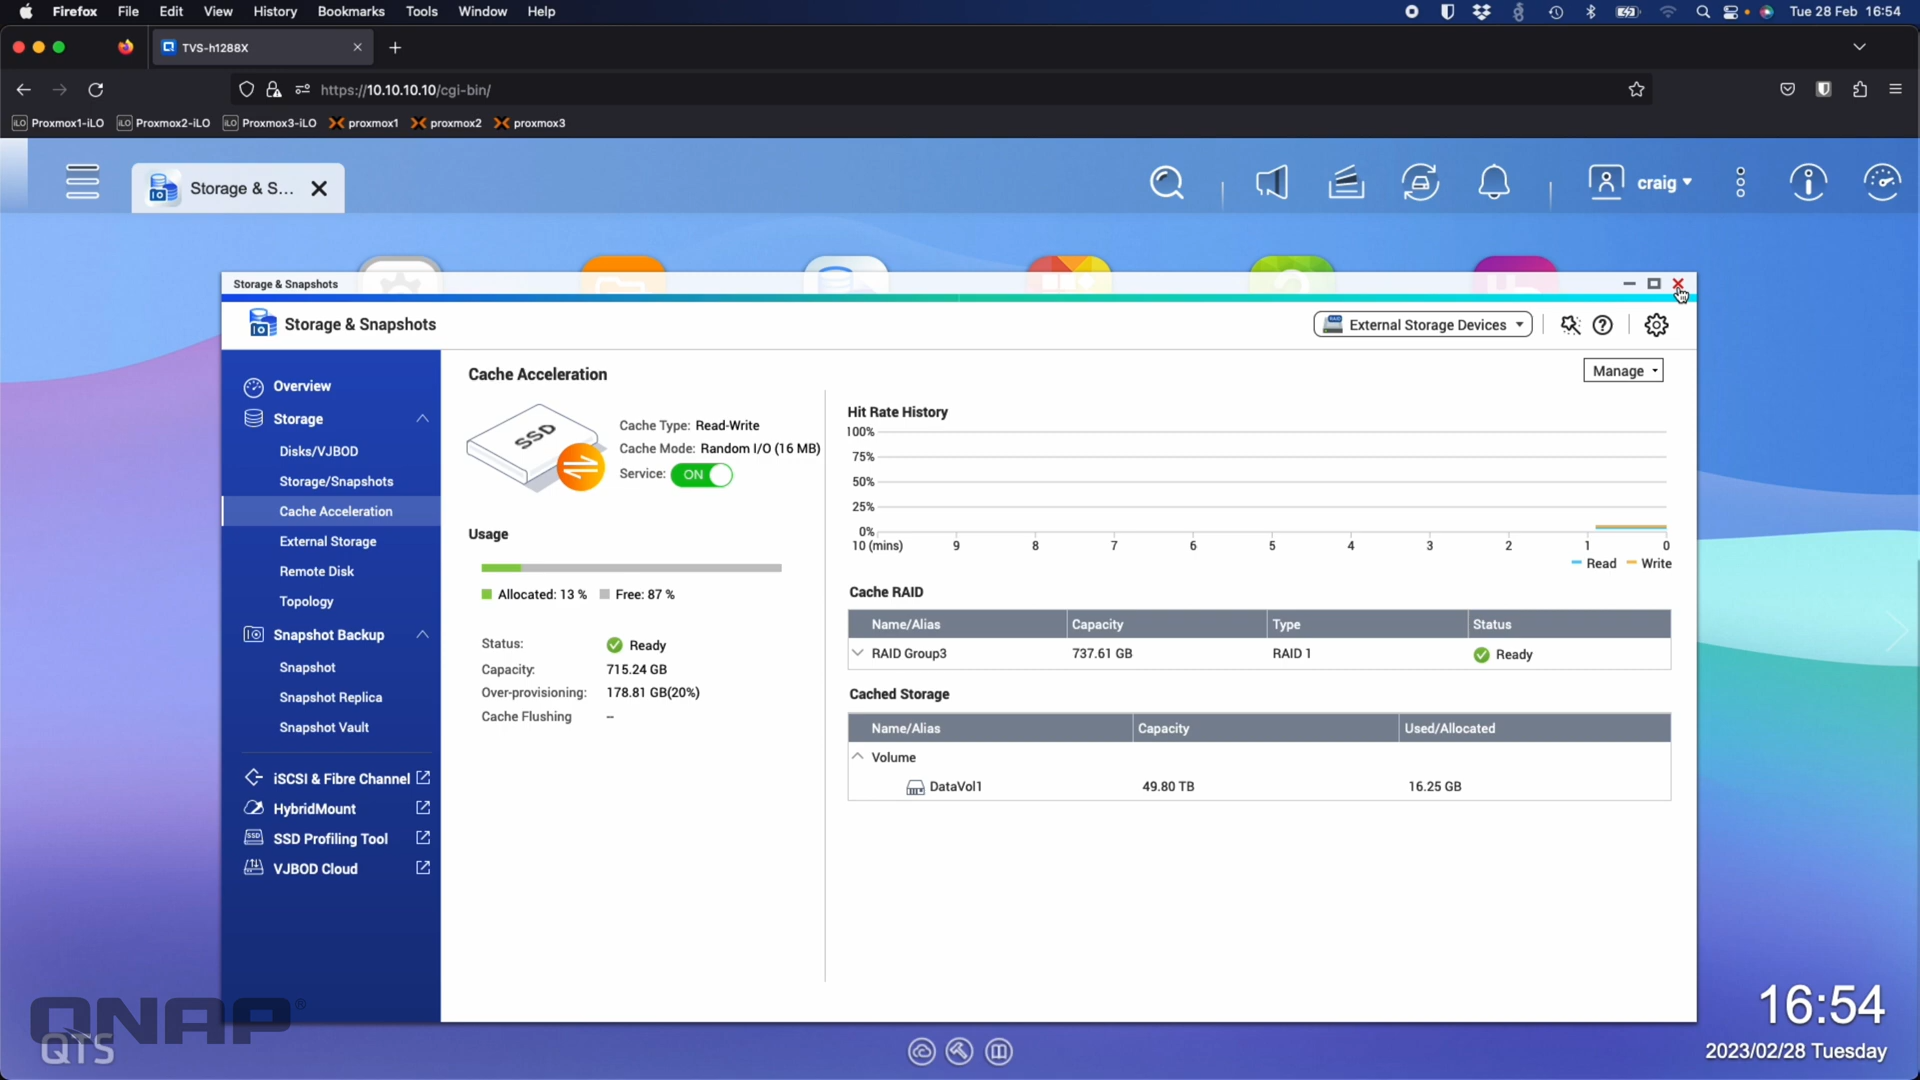 Firefox File Edit View History Bookmarks Tools Window Help Tue 28 Feb 16:54
TVS-h1288X
https://10.10.10.10/cgi-bin/
iLO Proxmox1-iLO iLO Proxmox2-iLO iLO Proxmox3-iLO proxmox1 proxmox2 proxmox3
Storage & S... craig
Storage & Snapshots
Storage & Snapshots External Storage Devices
Overview
Storage
Disks/VJBOD
Storage/Snapshots
Cache Acceleration
External Storage
Remote Disk
Topology
Snapshot Backup
Snapshot
Snapshot Replica
Snapshot Vault
iSCSI & Fibre Channel
HybridMount
SSD Profiling Tool
VJBOD Cloud
Cache Acceleration
Manage
SSD
Cache Type: Read-Write
Cache Mode: Random I/O (16 MB)
Service: ON
Usage
Allocated: 13 % Free: 87 %
Status: Ready
Capacity: 715.24 GB
Over-provisioning: 178.81 GB(20%)
Cache Flushing --
Hit Rate History
100%
75%
50%
25%
0%
10 (mins) 9 8 7 6 5 4 3 2 1 0
Read Write
Cache RAID
Name/Alias Capacity Type Status
RAID Group3 737.61 GB RAID 1 Ready
Cached Storage
Name/Alias Capacity Used/Allocated
Volume
DataVol1 49.80 TB 16.25 GB
QNAP®
QTS
16:54
2023/02/28 Tuesday